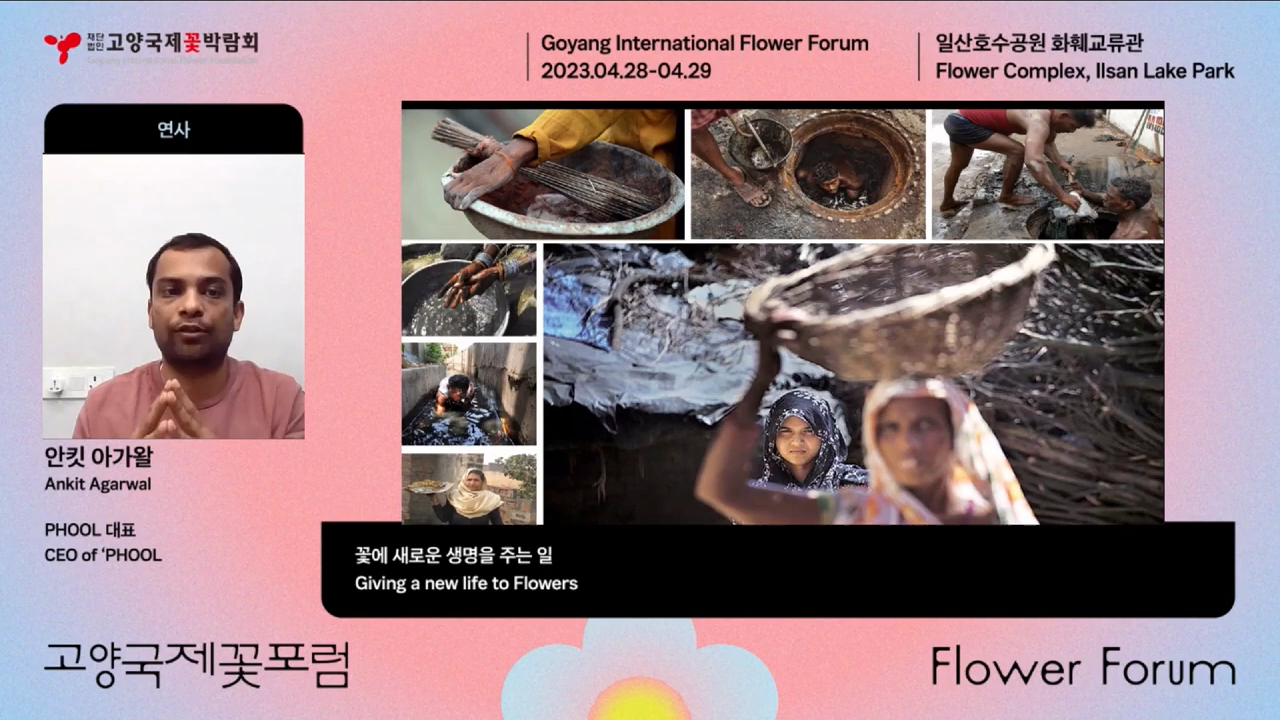 재단
법인 고양국제꽃박람회
Goyang International Flower Foundation
Goyang International Flower Forum
2023.04.28-04.29
일산호수공원 화훼교류관
Flower Complex, Ilsan Lake Park
연사
안킷 아가왈
Ankit Agarwal
PHOOL 대표
CEO of ‘PHOOL
꽃에 새로운 생명을 주는 일
Giving a new life to Flowers
고양국제꽃포럼
Flower Forum